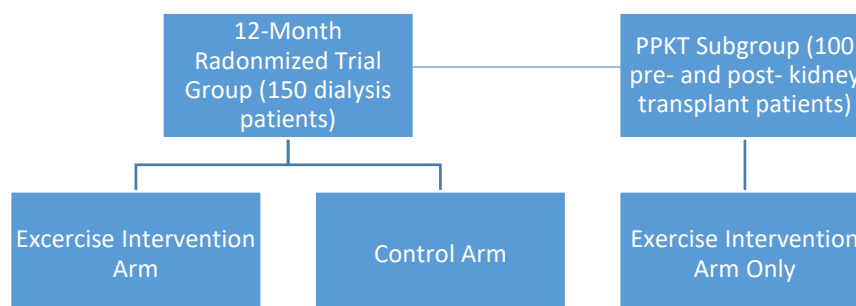 12-Month
Radonmized Trial
Group (150 dialysis
patients)
PPKT Subgroup (100
pre- and post- kidney
transplant patients)
Excercise Intervention
Arm
Control Arm
Exercise Intervention
Arm Only